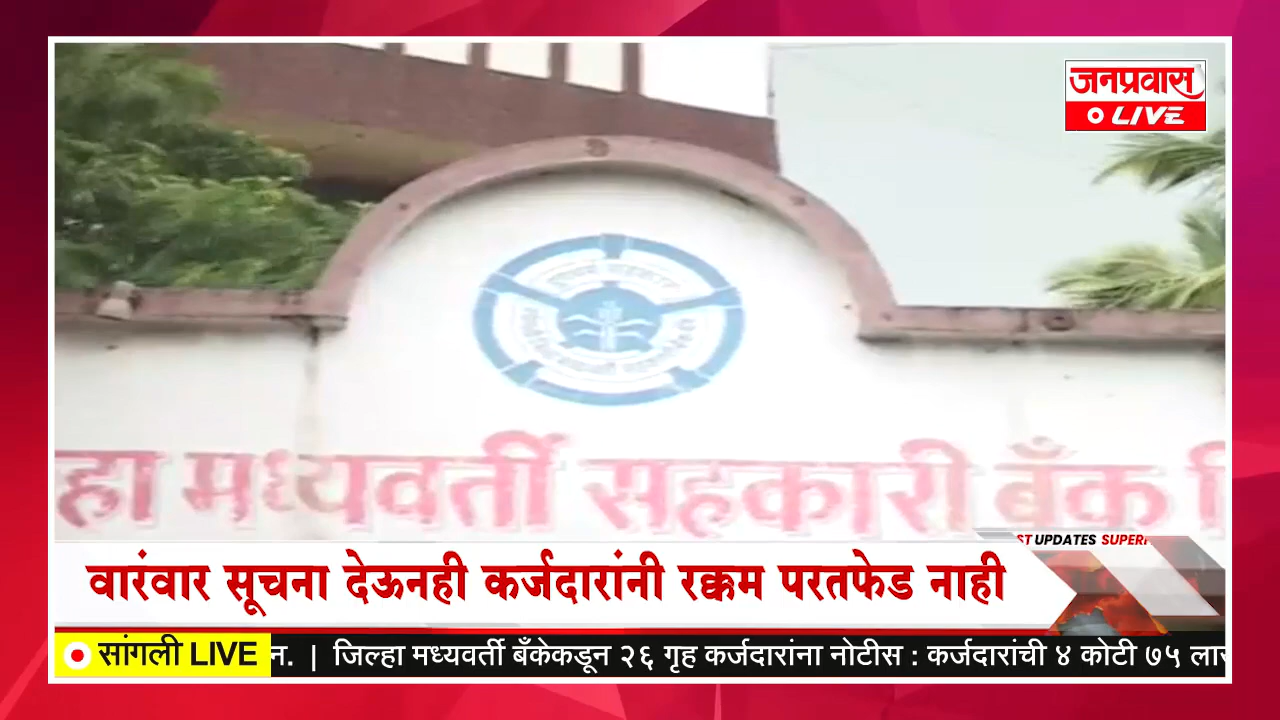 जनप्रवास
LIVE
हा मध्यवर्ती सहकारी बँक
ST UPDATES SUPER
वारंवार सूचना देऊनही कर्जदारांनी रक्कम परतफेड नाही
सांगली LIVE
न. | जिल्हा मध्यवर्ती बँकेकडून २६ गृह कर्जदारांना नोटीस : कर्जदारांची ४ कोटी ७५ लाख